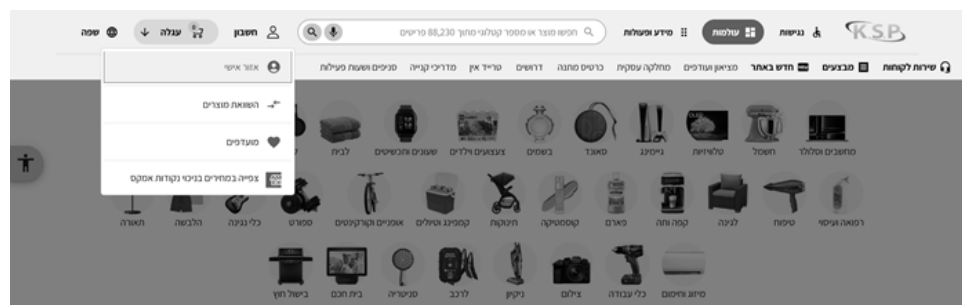 K.S.P.
נגישות
עולמות
מידע ופעולות
חפשו מוצר או מספר קטלוגי מתוך 88,230 פריטים
חשבון
0
עגלה
שפה
שירות לקוחות
מבצעים
חדש באתר
מציאון ועודפים
מחלקה עסקית
כרטיס מתנה
דרושים
טרייד אין
מדריכי קנייה
סניפים ושעות פעילות
אזור אישי
השוואת מוצרים
מועדפים
צפייה במחירים בניכוי נקודות אמקס
מחשבים וסלולר
חשמל
טלוויזיות
גיימינג
סאונד
בשמים
צעצועים וילדים
שעונים ותכשיטים
לבית
רפואה ועיסוי
טיפוח
לגינה
קפה ותה
פארם
קוסמטיקה
תינוקות
קמפינג וטיולים
אופניים וקורקינטים
ספורט
כלי נגינה
הלבשה
תאורה
מיזוג וחימום
כלי עבודה
צילום
ניקיון
לרכב
סניטריה
בית חכם
בישול חוץ